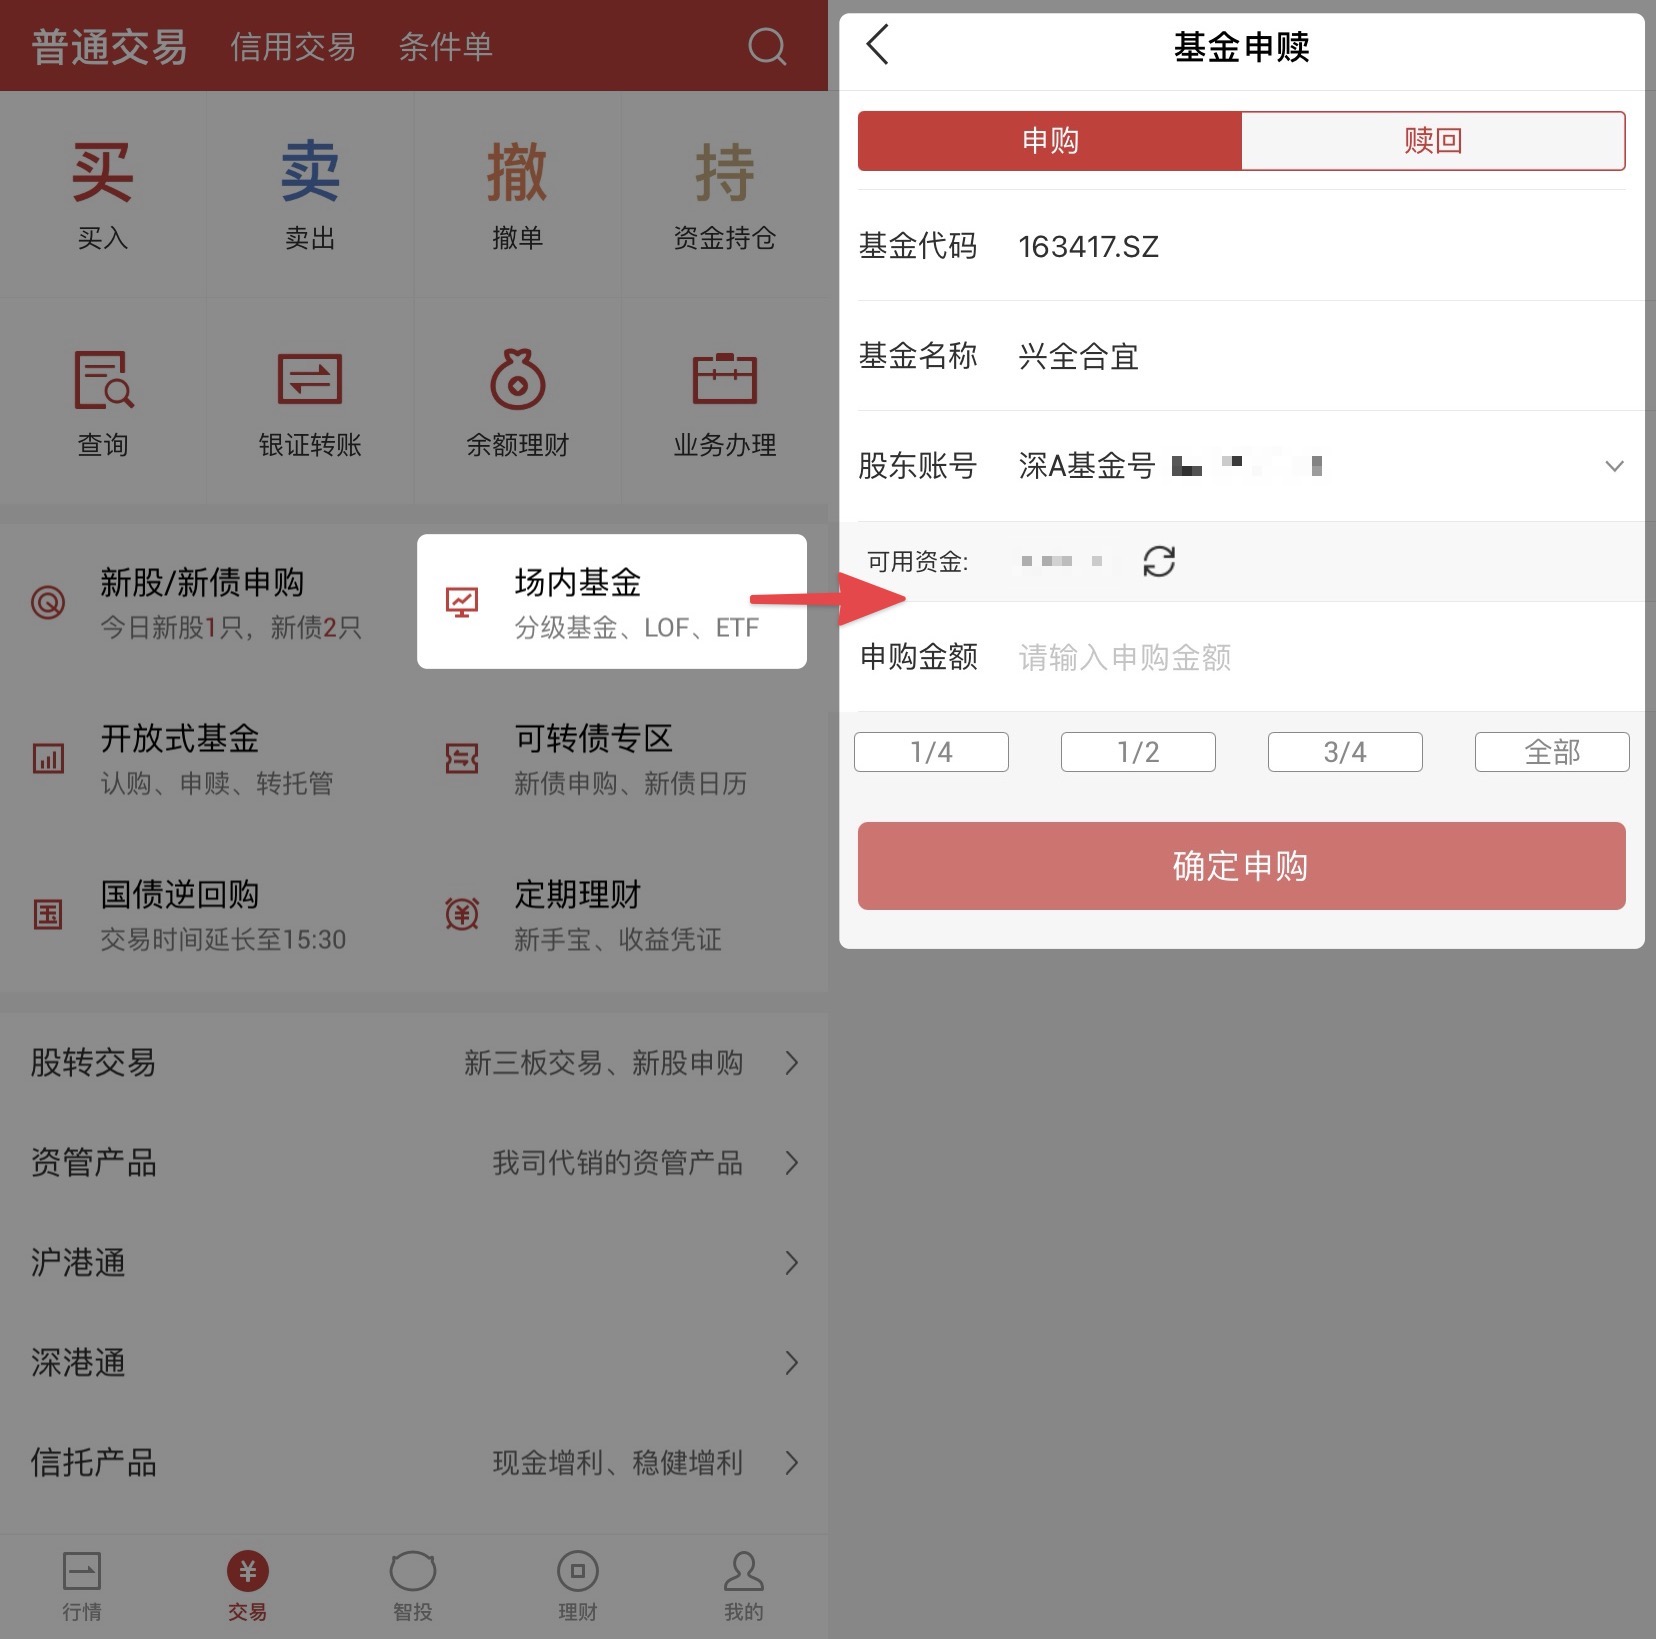 普通交易 信用交易 条件单
买 卖 撤 持
买入 卖出 撤单 资金持仓
查询 银证转账 余额理财 业务办理
新股/新债申购
今日新股1只，新债2只
场内基金
分级基金、LOF、ETF
开放式基金
认购、申赎、转托管
可转债专区
新债申购、新债日历
国债逆回购
交易时间延长至15:30
定期理财
新手宝、收益凭证
股转交易 新三板交易、新股申购
资管产品 我司代销的资管产品
沪港通
深港通
信托产品 现金增利、稳健增利
行情 交易 智投 理财 我的
基金申赎
申购 赎回
基金代码 163417.SZ
基金名称 兴全合宜
股东账号 深A基金号
可用资金:
申购金额 请输入申购金额
1/4 1/2 3/4 全部
确定申购